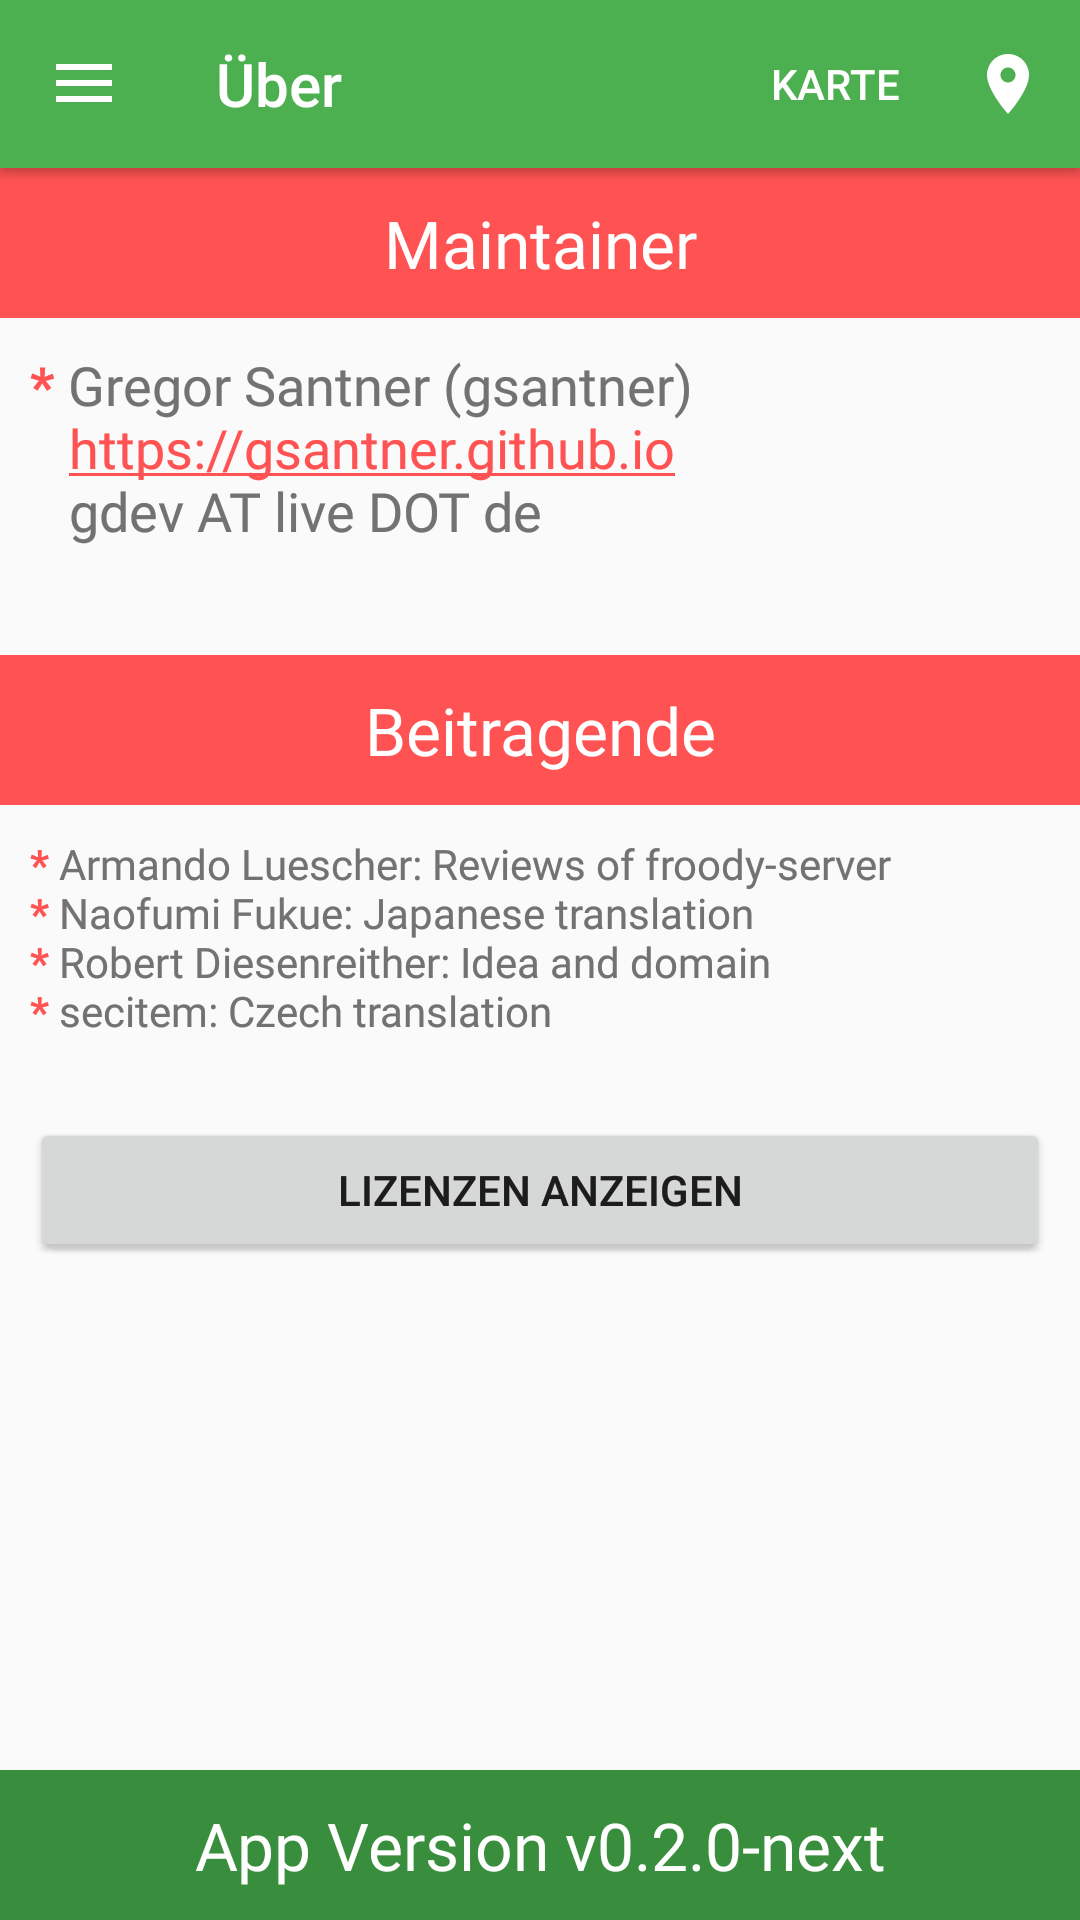 Über
KARTE
Maintainer
* Gregor Santner (gsantner)
https://gsantner.github.io
gdev AT live DOT de
Beitragende
* Armando Luescher: Reviews of froody-server
* Naofumi Fukue: Japanese translation
* Robert Diesenreither: Idea and domain
* secitem: Czech translation
LIZENZEN ANZEIGEN
App Version v0.2.0-next